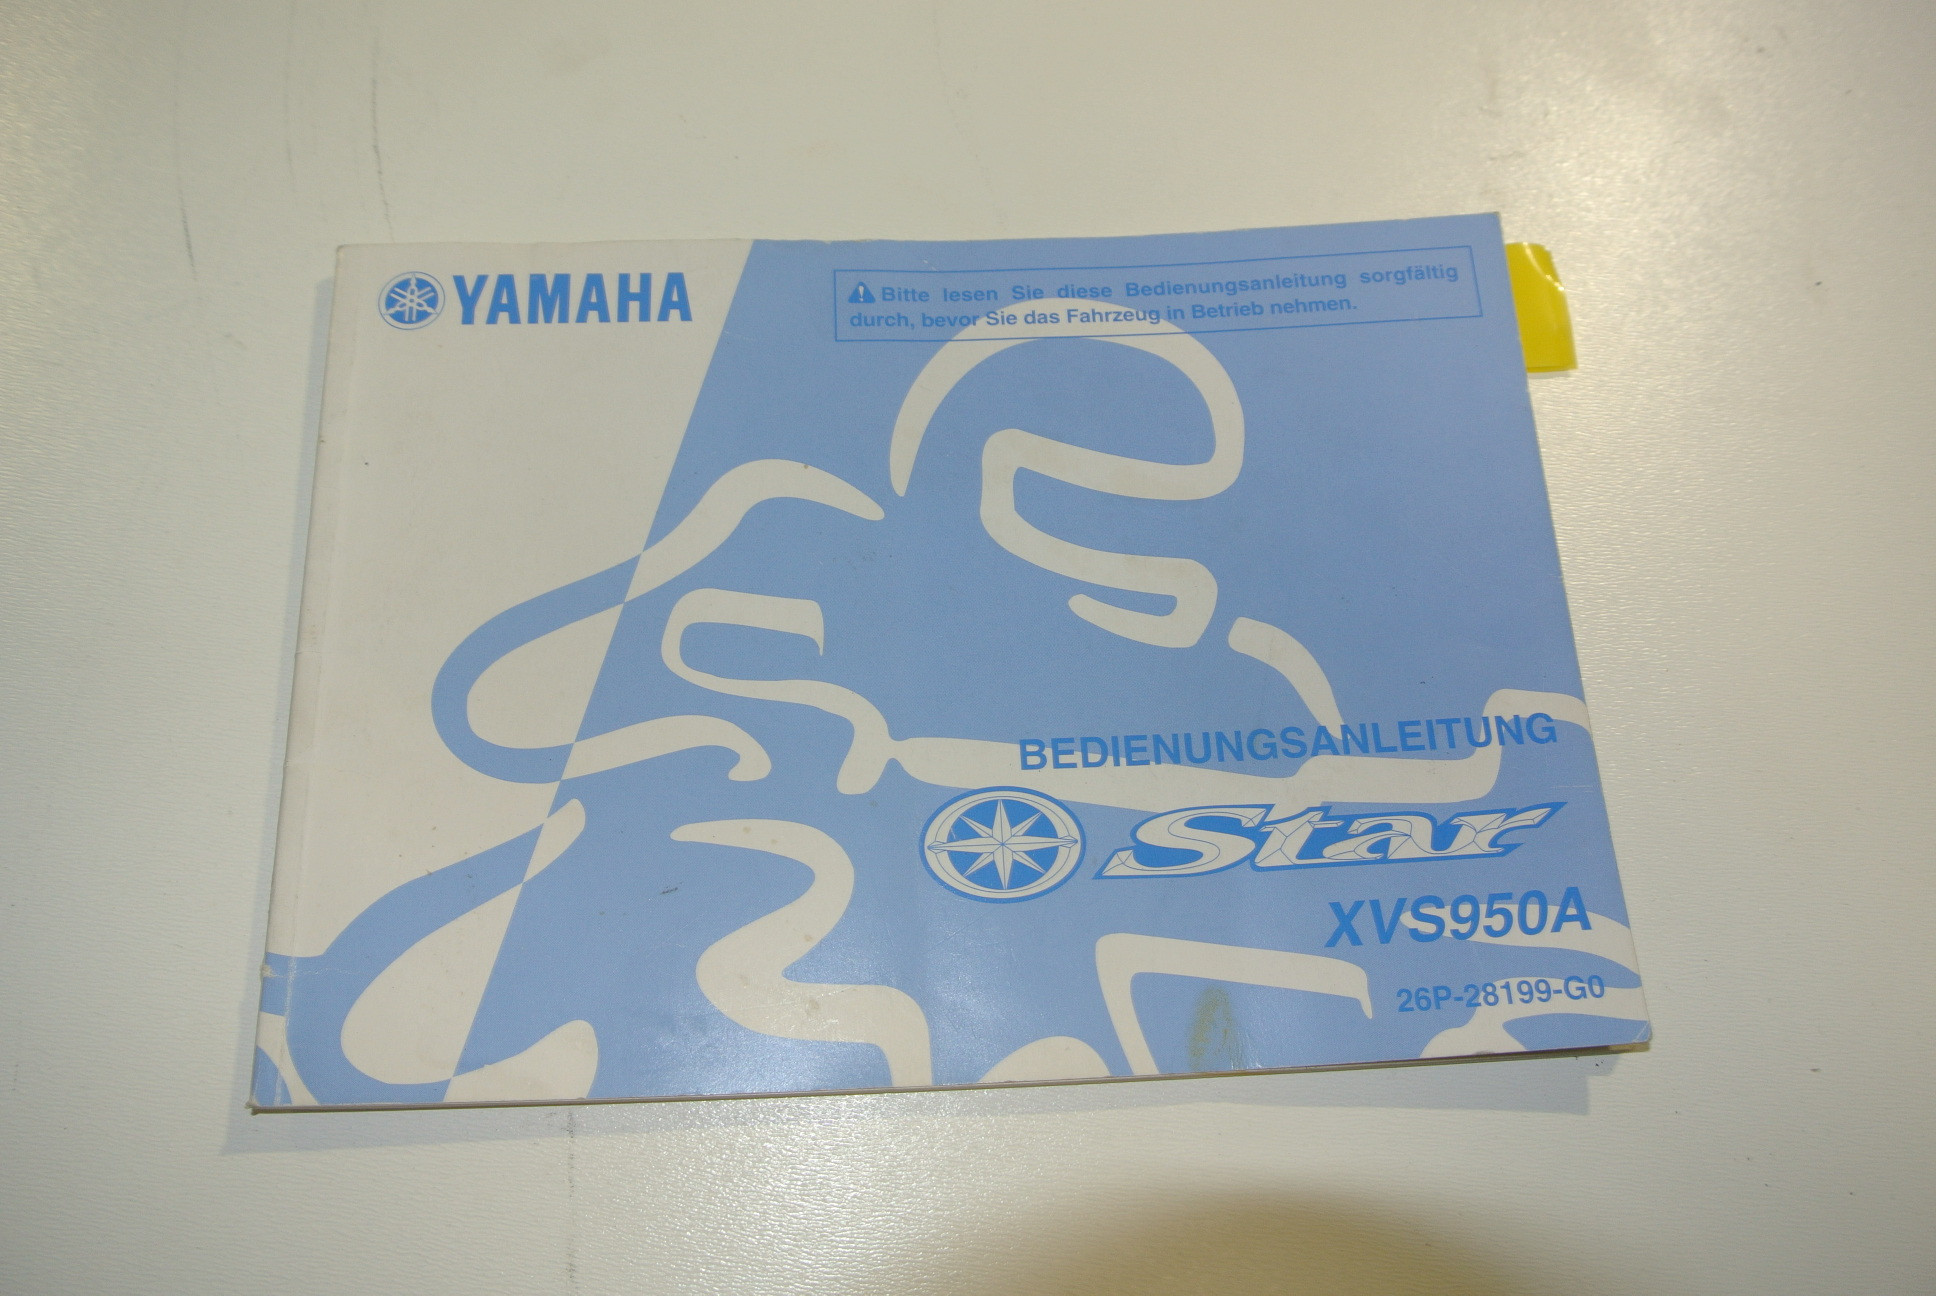 YAMAHA
Bitte lesen Sie diese Bedienungsanleitung sorgfältig
durch, bevor Sie das Fahrzeug in Betrieb nehmen.
BEDIENUNGSANLEITUNG
Star
XVS950A
26P-28199-G0